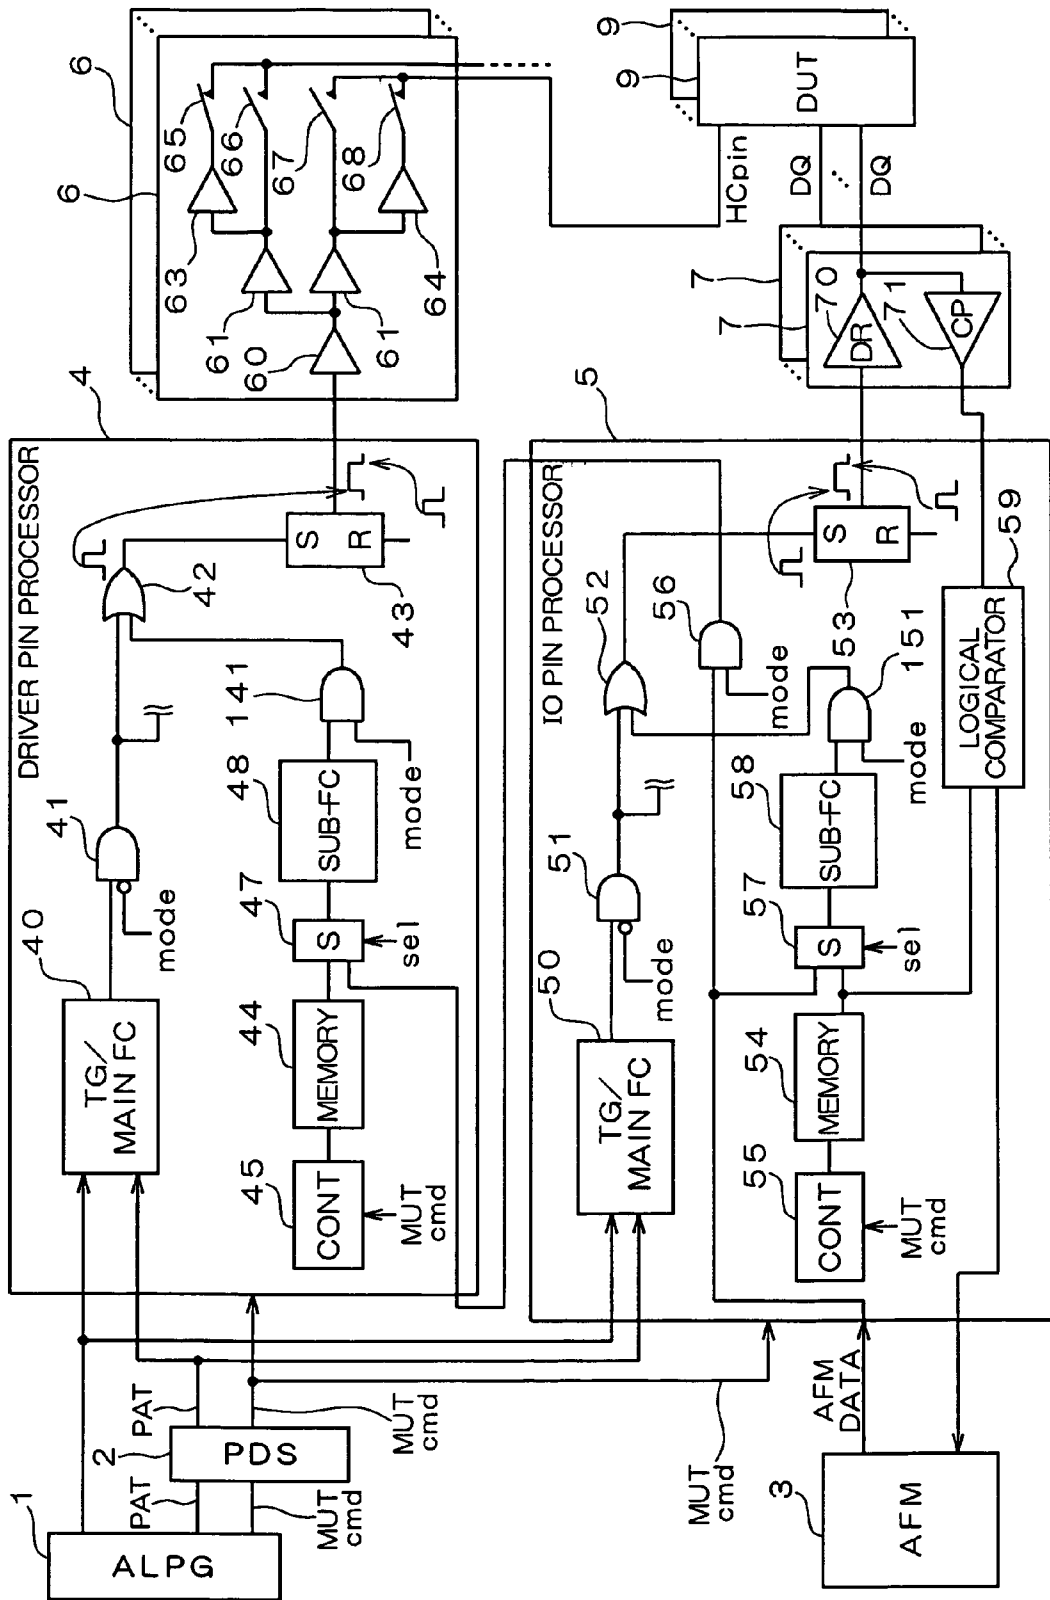 1
ALPG
PAT
MUT
cmd
2
PDS
PAT
MUT
cmd
MUT
cmd
3
AFM
AFM
DATA
4
DRIVER PIN PROCESSOR
40
TG/
MAIN FC
41
mode
42
S
R
43
45
CONT
MUT
cmd
44
MEMORY
47
S
sel
48
SUB-FC
141
mode
5
IO PIN PROCESSOR
50
TG/
MAIN FC
51
mode
52
56
mode
S
R
53
55
CONT
MUT
cmd
54
MEMORY
57
S
sel
58
SUB-FC
151
mode
LOGICAL
COMPARATOR
59
6
6
60
61
61
63
64
65
66
67
68
7
7
70
DR
71
CP
HCpin
DQ
DQ
9
9
DUT